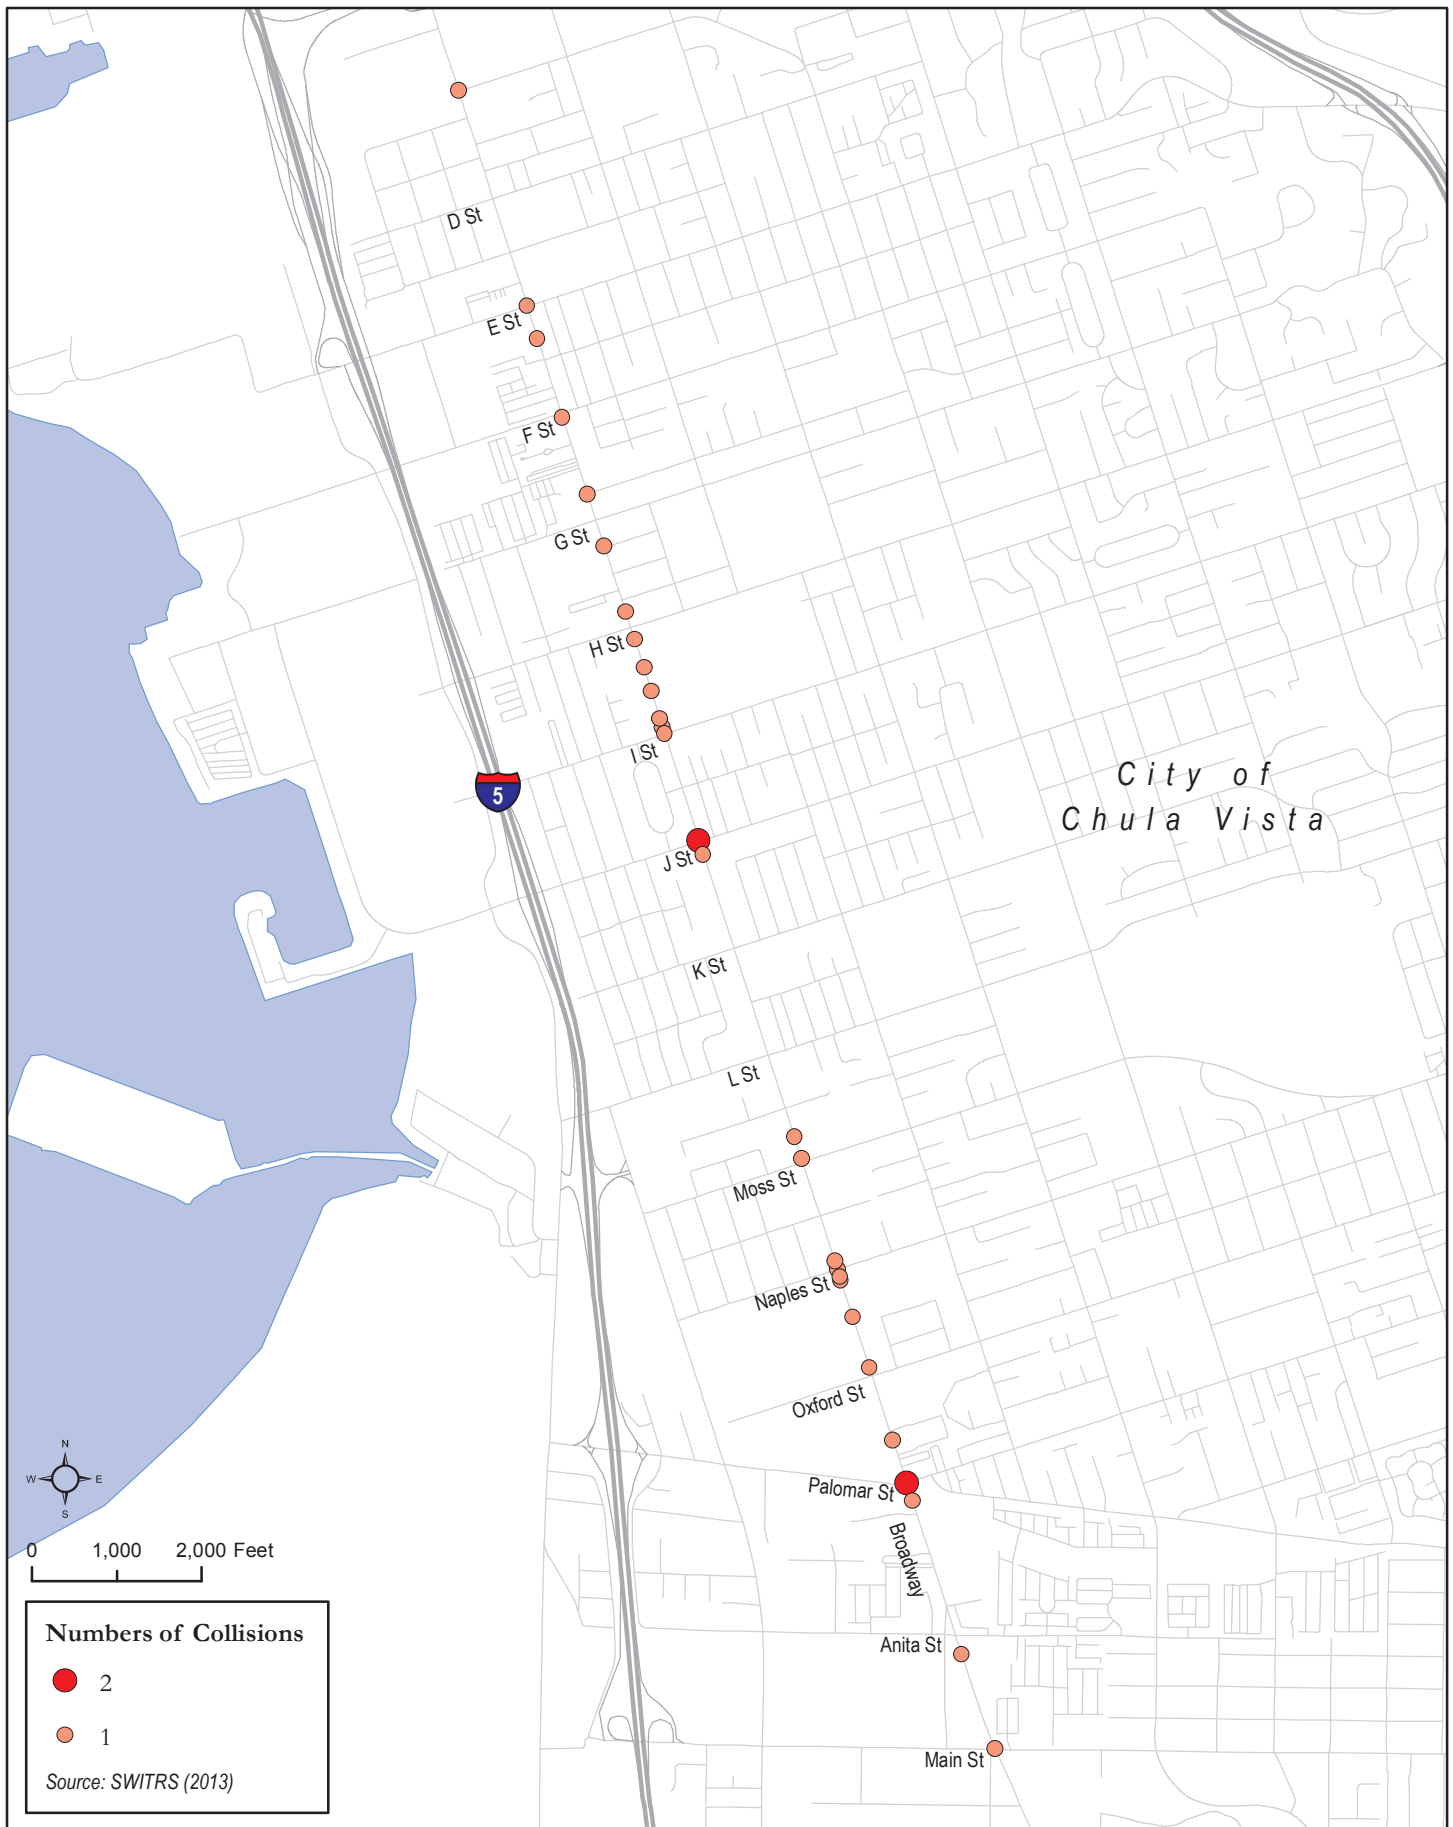 D St
E St
F St
G St
H St
I St
5
City of
Chula Vista
J St
K St
L St
Moss St
Naples St
Oxford St
N
W E
S
Palomar St
Broadway
0 1,000 2,000 Feet
Numbers of Collisions
2
1
Source: SWITRS (2013)
Anita St
Main St